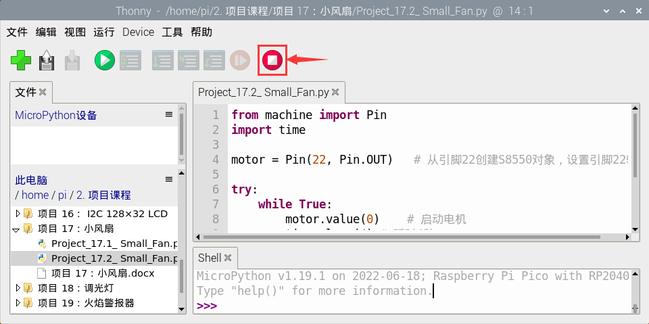 Thonny - /home/pi/2. 项目课程/项目 17：小风扇/Project_17.2_ Small_Fan.py @ 14 : 1
文件 编辑 视图 运行 Device 工具 帮助
文件
MicroPython设备
此电脑
/ home / pi / 2. 项目课程
项目 16： I2C 128×32 LCD
项目 17：小风扇
Project_17.1_ Small_Fan.p
Project_17.2_ Small_Fan.p
项目 17：小风扇.docx
项目 18：调光灯
项目 19：火焰警报器
Project_17.2_ Small_Fan.py
1 from machine import Pin
2 import time
3
4 motor = Pin(22, Pin.OUT) # 从引脚22创建S8550对象，设置引脚22
5
6 try:
7 while True:
8 motor.value(0) # 启动电机
Shell
MicroPython v1.19.1 on 2022-06-18; Raspberry Pi Pico with RP2040
Type "help()" for more information.
>>>